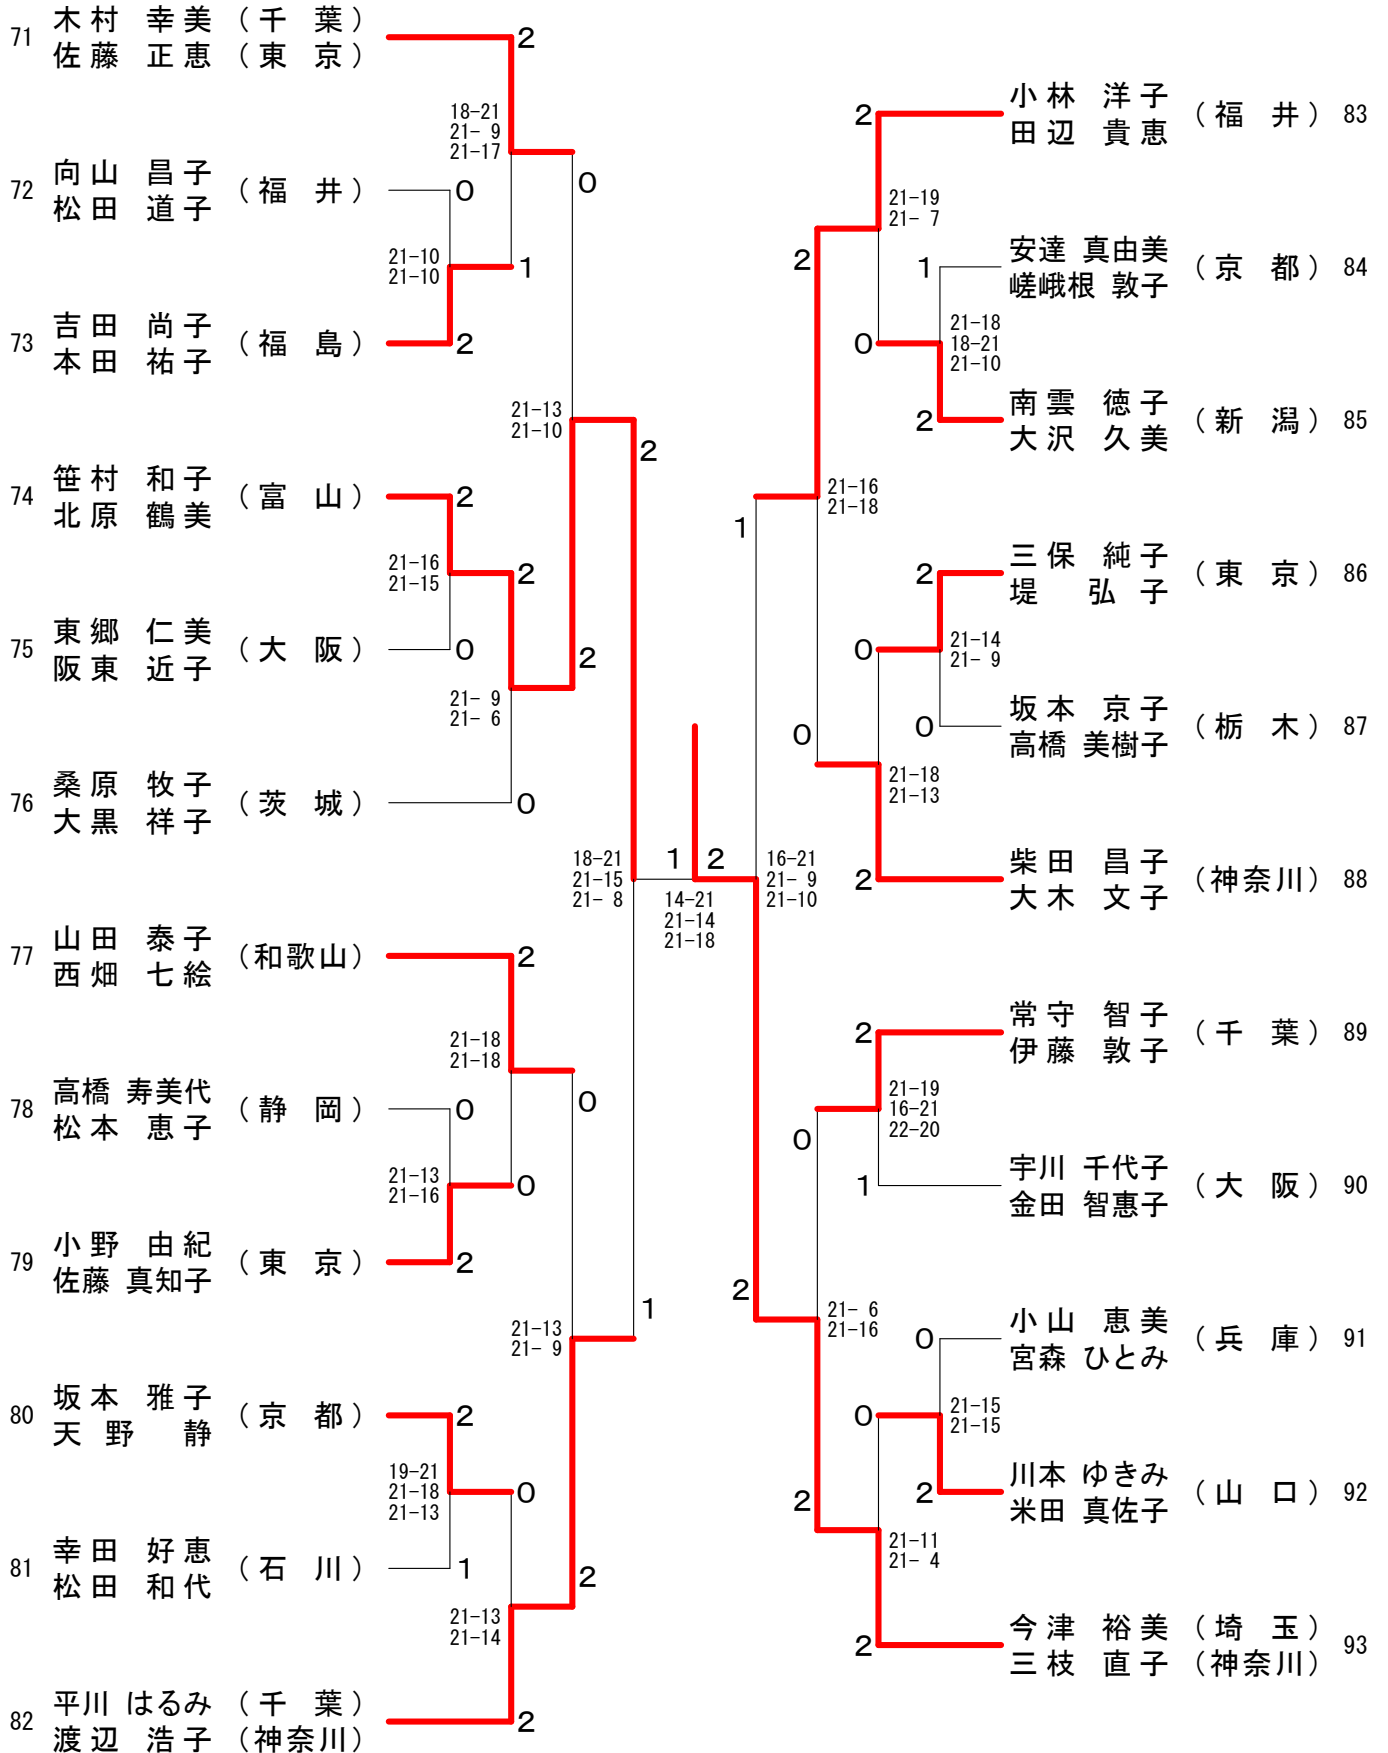 71 木村 幸美 (千 葉)
佐藤 正恵 (東 京)
2
18-21
21- 9
21-17
0
72 向山 昌子 (福 井)
松田 道子
0
21-10
21-10
1
73 吉田 尚子 (福 島)
本田 祐子
2
21-13
21-10
2
74 笹村 和子 (富 山)
北原 鶴美
2
21-16
21-15
2
75 東郷 仁美 (大 阪)
阪東 近子
0
2
21- 9
21- 6
76 桑原 牧子 (茨 城)
大黒 祥子
0
18-21
21-15
21- 8
1
77 山田 泰子 (和歌山)
西畑 七絵
2
21-18
21-18
0
78 高橋 寿美代 (静 岡)
松本 恵子
0
21-13
21-16
0
79 小野 由紀 (東 京)
佐藤 真知子
2
21-13
21- 9
1
80 坂本 雅子 (京 都)
天野 静
2
19-21
21-18
21-13
0
81 幸田 好恵 (石 川)
松田 和代
1
2
21-13
21-14
82 平川 はるみ (千 葉)
渡辺 浩子 (神奈川)
2
2
14-21
21-14
21-18
2
小林 洋子 (福 井) 83
田辺 貴恵
21-19
21- 7
2
1
安達 真由美 (京 都) 84
嵯峨根 敦子
0
21-18
18-21
21-10
2
南雲 徳子 (新 潟) 85
大沢 久美
21-16
21-18
1
2
三保 純子 (東 京) 86
堤 弘子
0
21-14
21- 9
0
坂本 京子 (栃 木) 87
高橋 美樹子
0
21-18
21-13
2
柴田 昌子 (神奈川) 88
大木 文子
16-21
21- 9
21-10
2
常守 智子 (千 葉) 89
伊藤 敦子
21-19
16-21
22-20
0
1
宇川 千代子 (大 阪) 90
金田 智惠子
2
21- 6
21-16
0
小山 恵美 (兵 庫) 91
宮森 ひとみ
0
21-15
21-15
2
川本 ゆきみ (山 口) 92
米田 真佐子
2
21-11
21- 4
2
今津 裕美 (埼 玉) 93
三枝 直子 (神奈川)